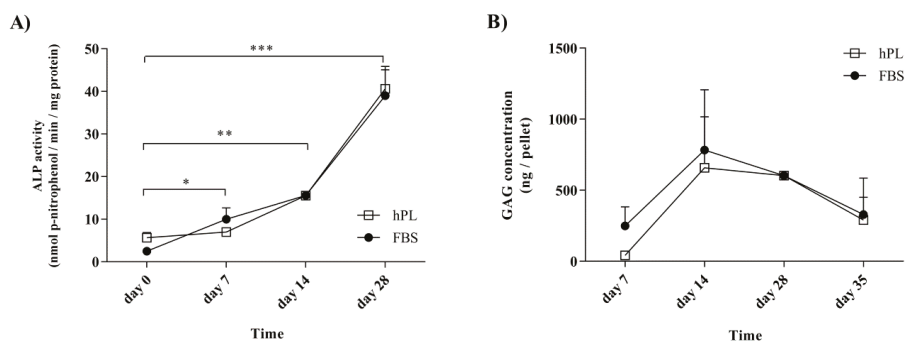 A)
ALP activity
(nmol p-nitrophenol / min / mg protein)
50
40
30
20
10
0
***
**
*
hPL
FBS
day 0
day 7
day 14
day 28
Time
B)
GAG concentration
(ng / pellet)
1500
1000
500
0
hPL
FBS
day 7
day 14
day 28
day 35
Time